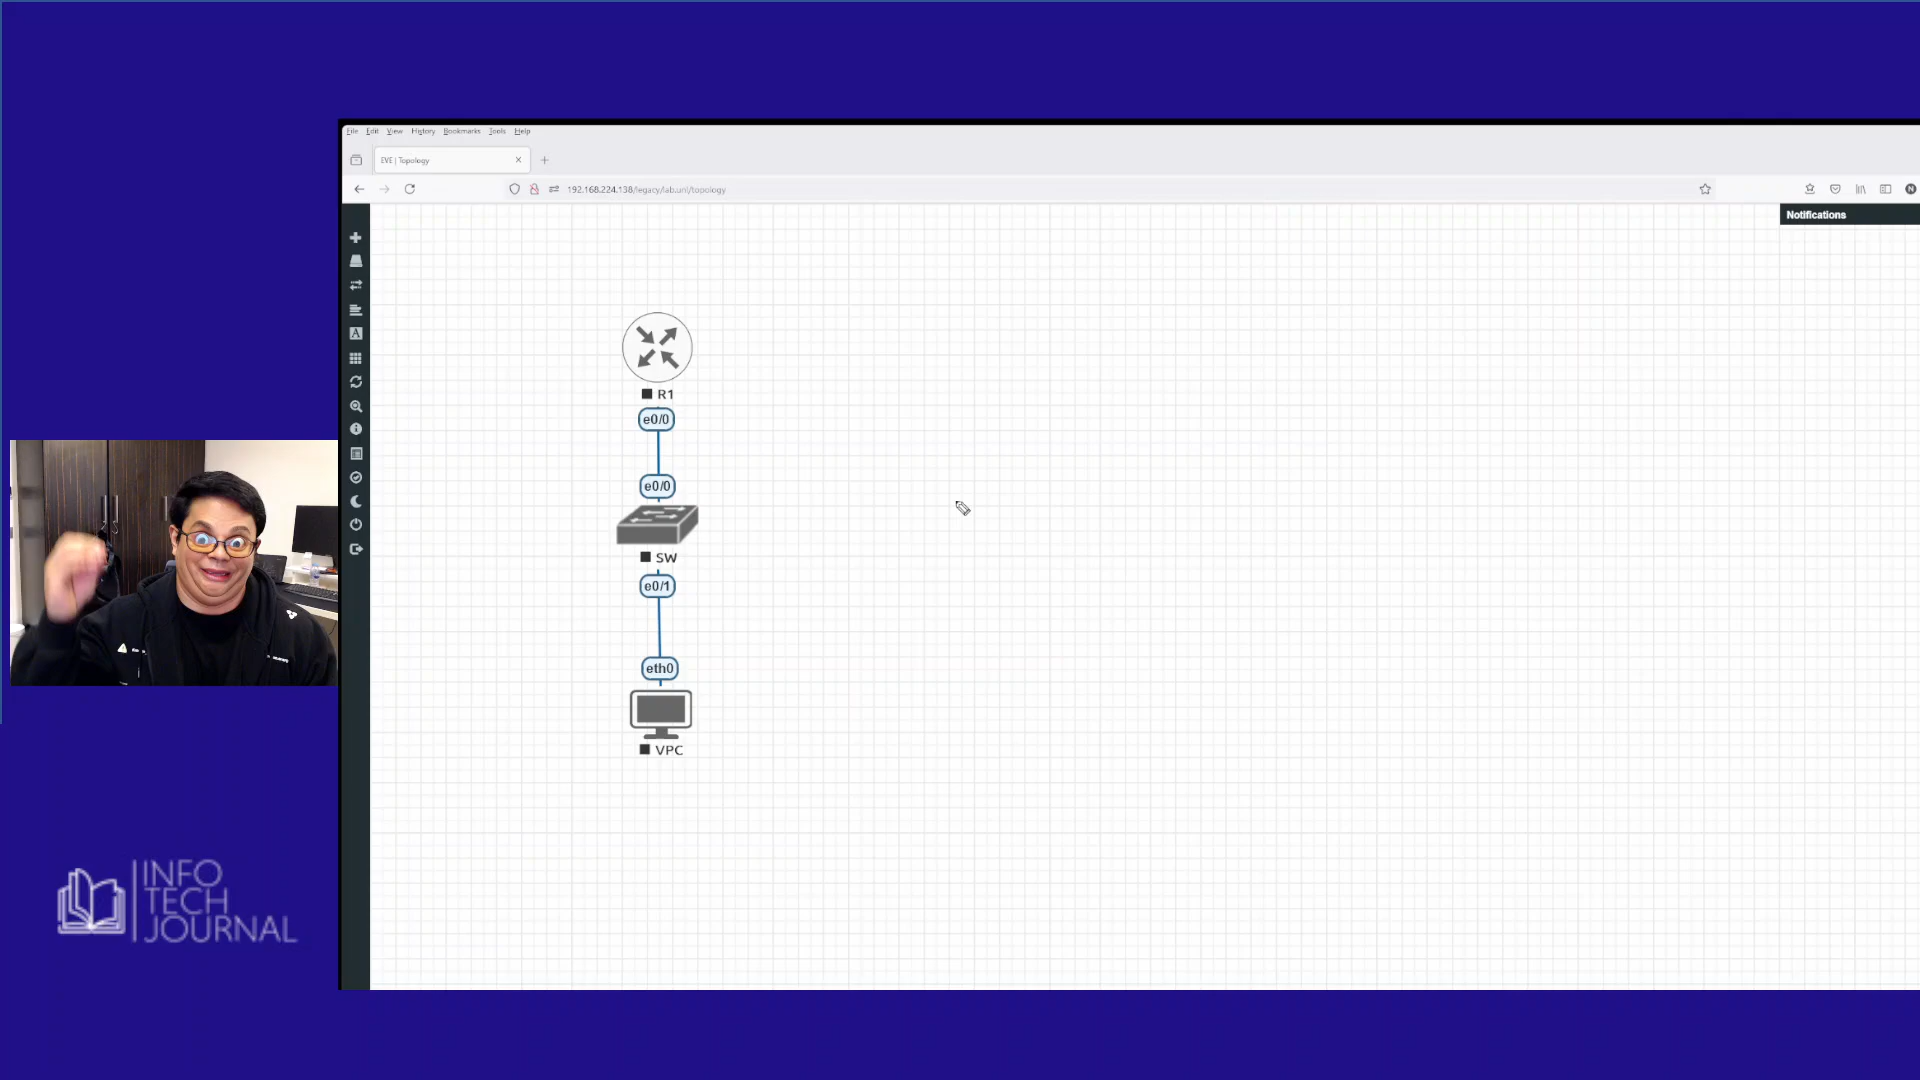 File Edit View History Bookmarks Tools Help
EVE | Topology
192.168.224.138/legacy/lab.unl/topology
Notifications
A
R1
e0/0
e0/0
SW
e0/1
eth0
VPC
INFO
TECH
JOURNAL
N